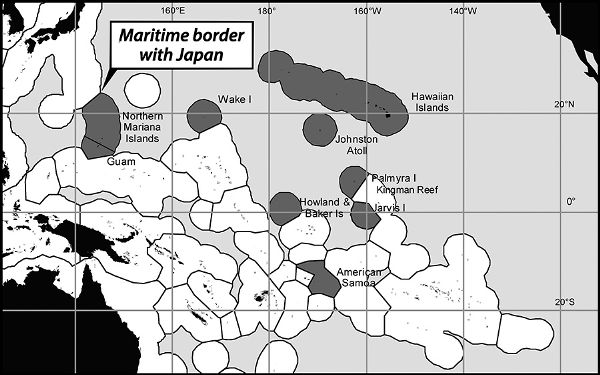 160°E
180°
160°W
140°W
Maritime border
with Japan
Wake I
Hawaiian
Islands
20°N
Northern
Mariana
Islands
Johnston
Atoll
Guam
Palmyra I
Kingman Reef
Howland &
Baker Is
Jarvis I
0°
American
Samoa
20°S